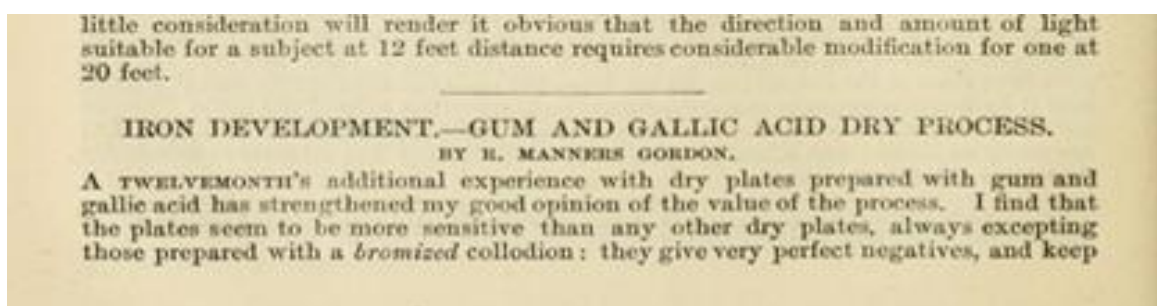 little consideration will render it obvious that the direction and amount of light
suitable for a subject at 12 feet distance requires considerable modification for one at
20 feet.
IRON DEVELOPMENT.—GUM AND GALLIC ACID DRY PROCESS.
BY R. MANNERS GORDON.
A TWELVEMONTH'S additional experience with dry plates prepared with gum and
gallic acid has strengthened my good opinion of the value of the process. I find that
the plates seem to be more sensitive than any other dry plates, always excepting
those prepared with a bromized collodion: they give very perfect negatives, and keep